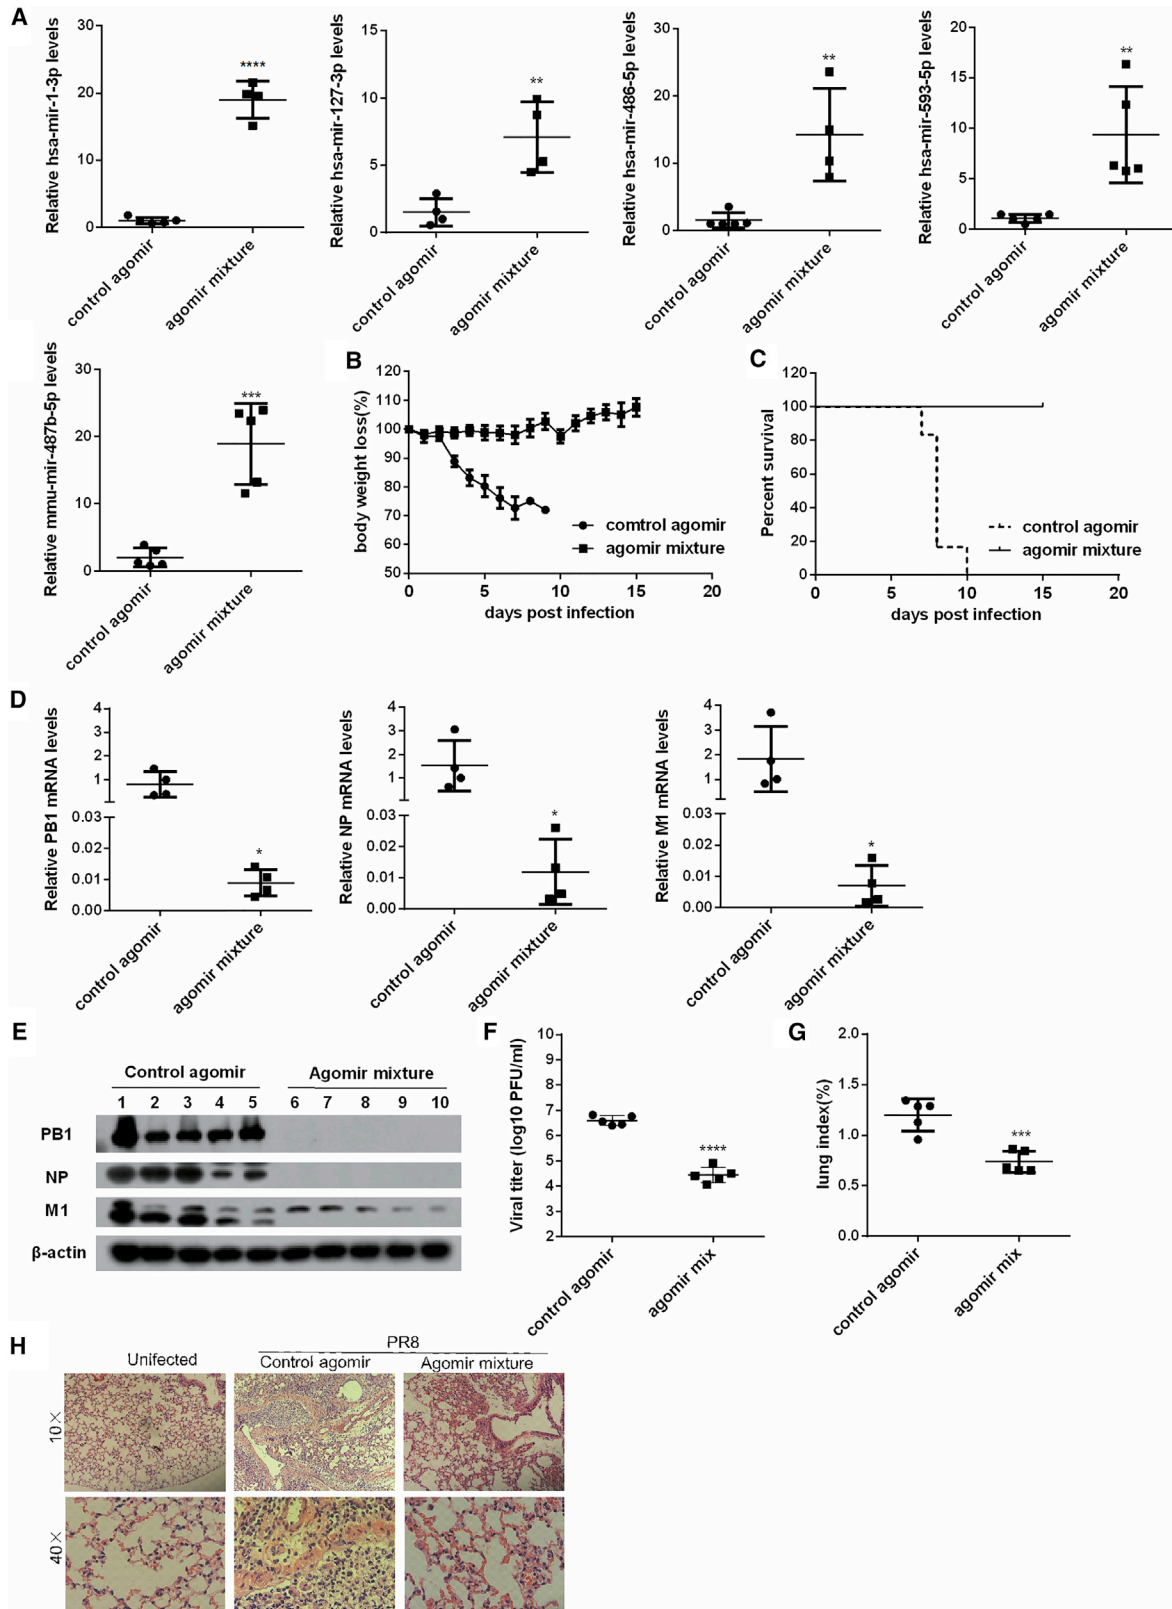 A
Relative hsa-mir-1-3p levels
30
20
10
0
****
control agomir
agomir mixture
Relative hsa-mir-127-3p levels
15
10
5
0
**
control agomir
agomir mixture
Relative hsa-mir-486-5p levels
30
20
10
0
**
control agomir
agomir mixture
Relative hsa-mir-593-5p levels
20
15
10
5
0
**
control agomir
agomir mixture
Relative mmu-mir-487b-5p levels
30
20
10
0
***
control agomir
agomir mixture
B
body weight loss(%)
120
110
100
90
80
70
60
50
0 5 10 15 20
days post infection
comtrol agomir
agomir mixture
C
Percent survival
120
100
80
60
40
20
0
0 5 10 15 20
days post infection
control agomir
agomir mixture
D
Relative PB1 mRNA levels
4
3
2
1
0.03
0.02
0.01
0.00
*
control agomir
agomir mixture
Relative NP mRNA levels
4
3
2
1
0.03
0.02
0.01
0.00
*
control agomir
agomir mixture
Relative M1 mRNA levels
4
3
2
1
0.03
0.02
0.01
0.00
*
control agomir
agomir mixture
E
Control agomir Agomir mixture
1 2 3 4 5 6 7 8 9 10
PB1
NP
M1
β-actin
F
Viral titer (log10 PFU/ml)
10
9
8
7
6
5
4
3
2
****
control agomir
agomir mix
G
lung index(%)
2.0
1.5
1.0
0.5
0.0
***
control agomir
agomir mix
H
PR8
Unifected Control agomir Agomir mixture
10×
40×